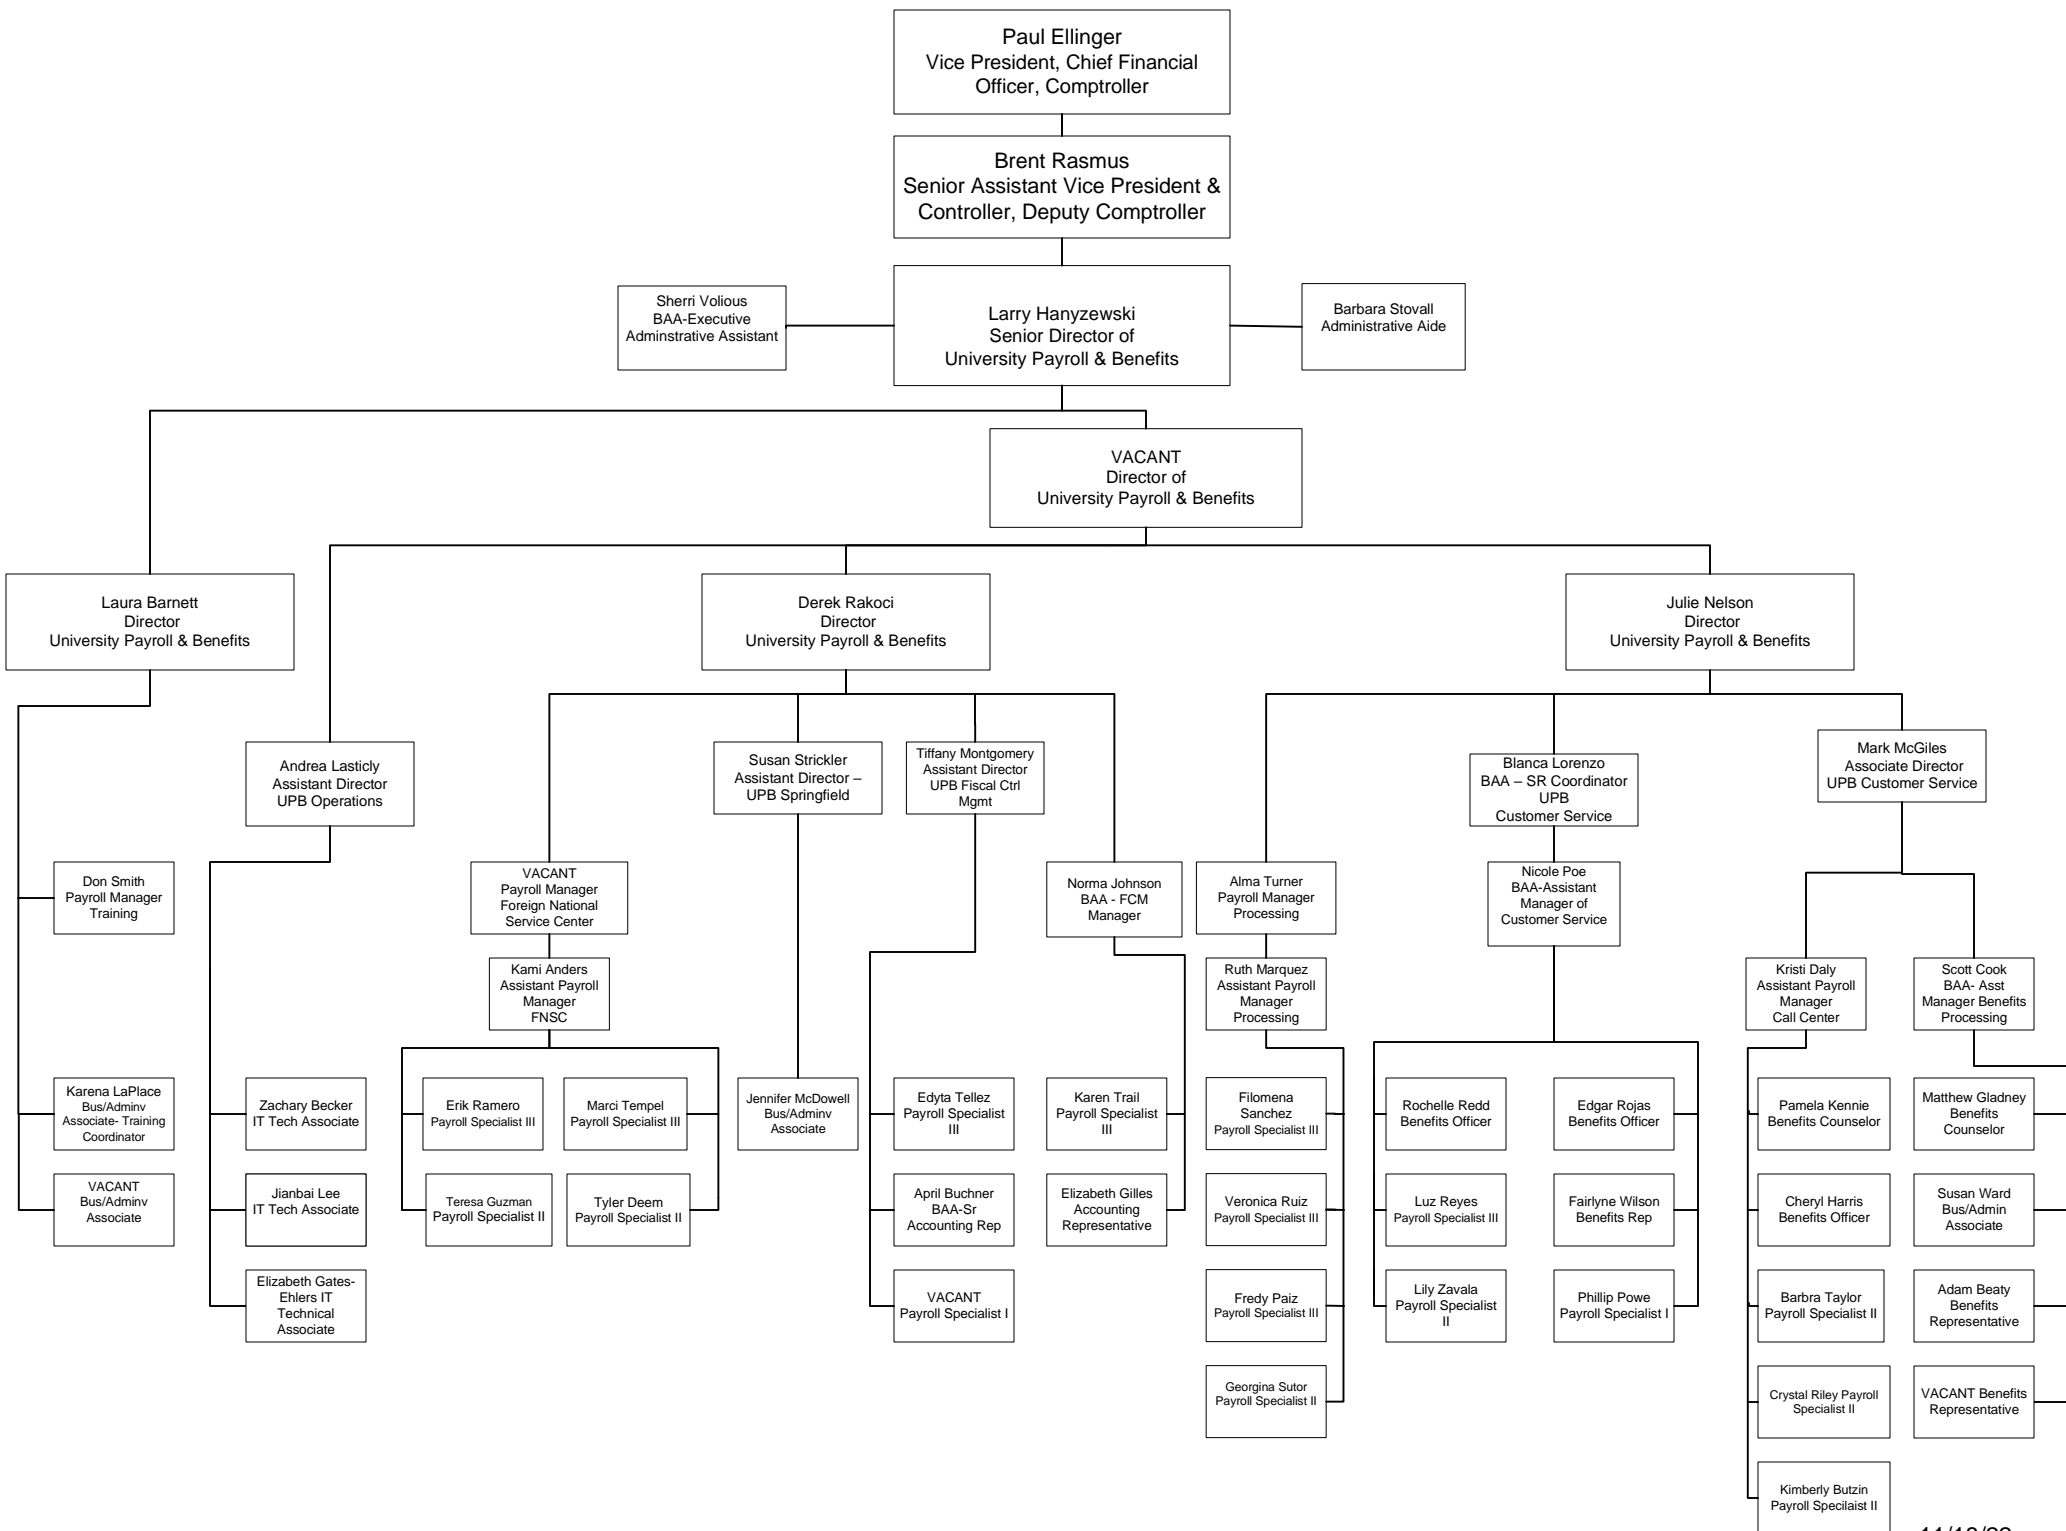 Paul Ellinger
Vice President, Chief Financial
Officer, Comptroller
Brent Rasmus
Senior Assistant Vice President &
Controller, Deputy Comptroller
Sherri Volious
BAA-Executive
Adminstrative Assistant
Larry Hanyzewski
Senior Director of
University Payroll & Benefits
Barbara Stovall
Administrative Aide
VACANT
Director of
University Payroll & Benefits
Laura Barnett
Director
University Payroll & Benefits
Derek Rakoci
Director
University Payroll & Benefits
Julie Nelson
Director
University Payroll & Benefits
Andrea Lasticly
Assistant Director
UPB Operations
Susan Strickler
Assistant Director –
UPB Springfield
Tiffany Montgomery
Assistant Director
UPB Fiscal Ctrl
Mgmt
Blanca Lorenzo
BAA – SR Coordinator
UPB
Customer Service
Mark McGiles
Associate Director
UPB Customer Service
Don Smith
Payroll Manager
Training
VACANT
Payroll Manager
Foreign National
Service Center
Norma Johnson
BAA - FCM
Manager
Alma Turner
Payroll Manager
Processing
Nicole Poe
BAA-Assistant
Manager of
Customer Service
Kami Anders
Assistant Payroll
Manager
FNSC
Ruth Marquez
Assistant Payroll
Manager
Processing
Kristi Daly
Assistant Payroll
Manager
Call Center
Scott Cook
BAA- Asst
Manager Benefits
Processing
Karena LaPlace
Bus/Adminv
Associate- Training
Coordinator
Zachary Becker
IT Tech Associate
Erik Ramero
Payroll Specialist III
Marci Tempel
Payroll Specialist III
Jennifer McDowell
Bus/Adminv
Associate
Edyta Tellez
Payroll Specialist
III
Karen Trail
Payroll Specialist
III
Filomena
Sanchez
Payroll Specialist III
Rochelle Redd
Benefits Officer
Edgar Rojas
Benefits Officer
Pamela Kennie
Benefits Counselor
Matthew Gladney
Benefits
Counselor
VACANT
Bus/Adminv
Associate
Jianbai Lee
IT Tech Associate
Teresa Guzman
Payroll Specialist II
Tyler Deem
Payroll Specialist II
April Buchner
BAA-Sr
Accounting Rep
Elizabeth Gilles
Accounting
Representative
Veronica Ruiz
Payroll Specialist III
Luz Reyes
Payroll Specialist III
Fairlyne Wilson
Benefits Rep
Cheryl Harris
Benefits Officer
Susan Ward
Bus/Admin
Associate
Elizabeth Gates-
Ehlers IT
Technical
Associate
VACANT
Payroll Specialist I
Fredy Paiz
Payroll Specialist III
Lily Zavala
Payroll Specialist
II
Phillip Powe
Payroll Specialist I
Barbra Taylor
Payroll Specialist II
Adam Beaty
Benefits
Representative
Georgina Sutor
Payroll Specialist II
Crystal Riley Payroll
Specialist II
VACANT Benefits
Representative
Kimberly Butzin
Payroll Specilaist II